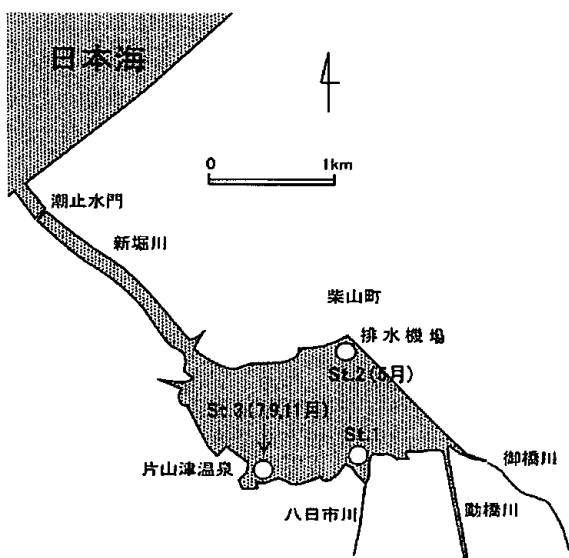 日本海
0 1km
潮止水門
新堀川
柴山町
排水機場
St.2(5月)
St.3(7,9,11月)
St.1
片山津温泉
御橋川
八日市川
動橋川